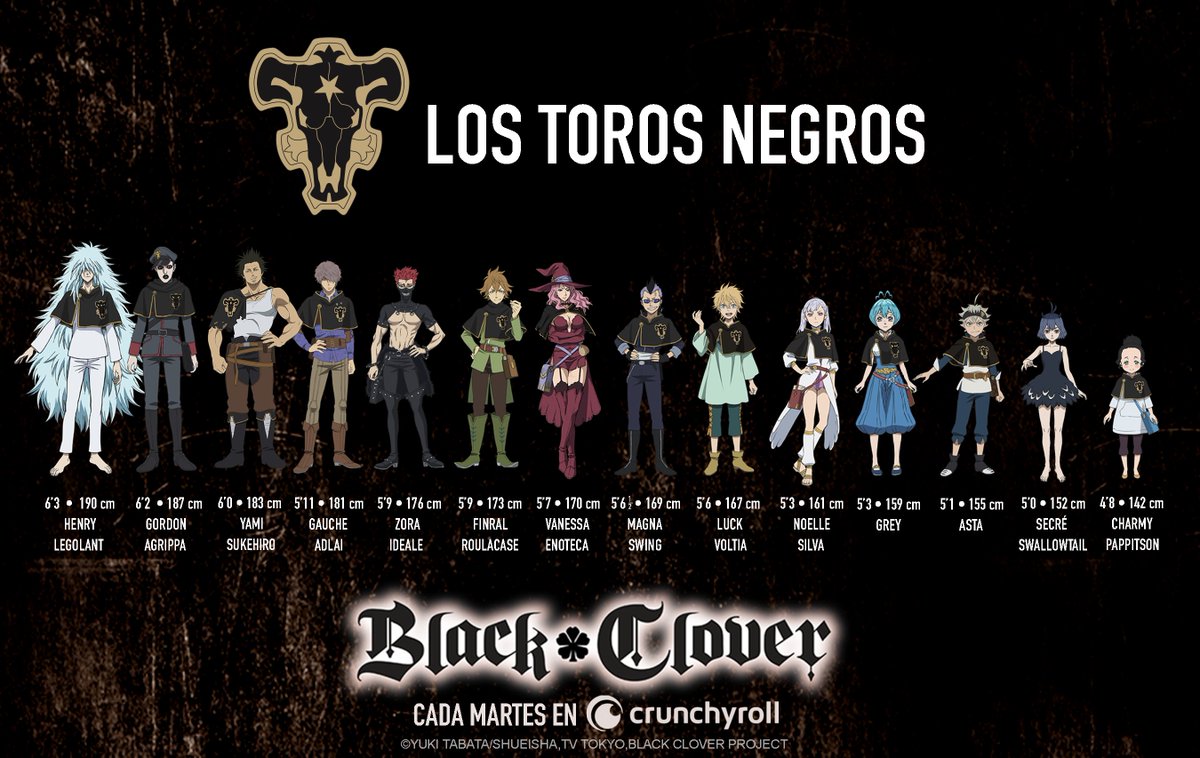 LOS TOROS NEGROS
6'3 • 190 cm
HENRY
LEGOLANT
6'2 • 187 cm
GORDON
AGRIPPA
6'0 • 183 cm
YAMI
SUKEHIRO
5'11 • 181 cm
GAUCHE
ADLAI
5'9 • 176 cm
ZORA
IDEALE
5'9 • 173 cm
FINRAL
ROULÀCASE
5'7 • 170 cm
VANESSA
ENOTECA
5'6 ½ • 169 cm
MAGNA
SWING
5'6 • 167 cm
LUCK
VOLTIA
5'3 • 161 cm
NOELLE
SILVA
5'3 • 159 cm
GREY
5'1 • 155 cm
ASTA
5'0 • 152 cm
SECRÉ
SWALLOWTAIL
4'8 • 142 cm
CHARMY
PAPPITSON
Black Clover
CADA MARTES EN crunchyroll
©YUKI TABATA/SHUEISHA,TV TOKYO,BLACK CLOVER PROJECT